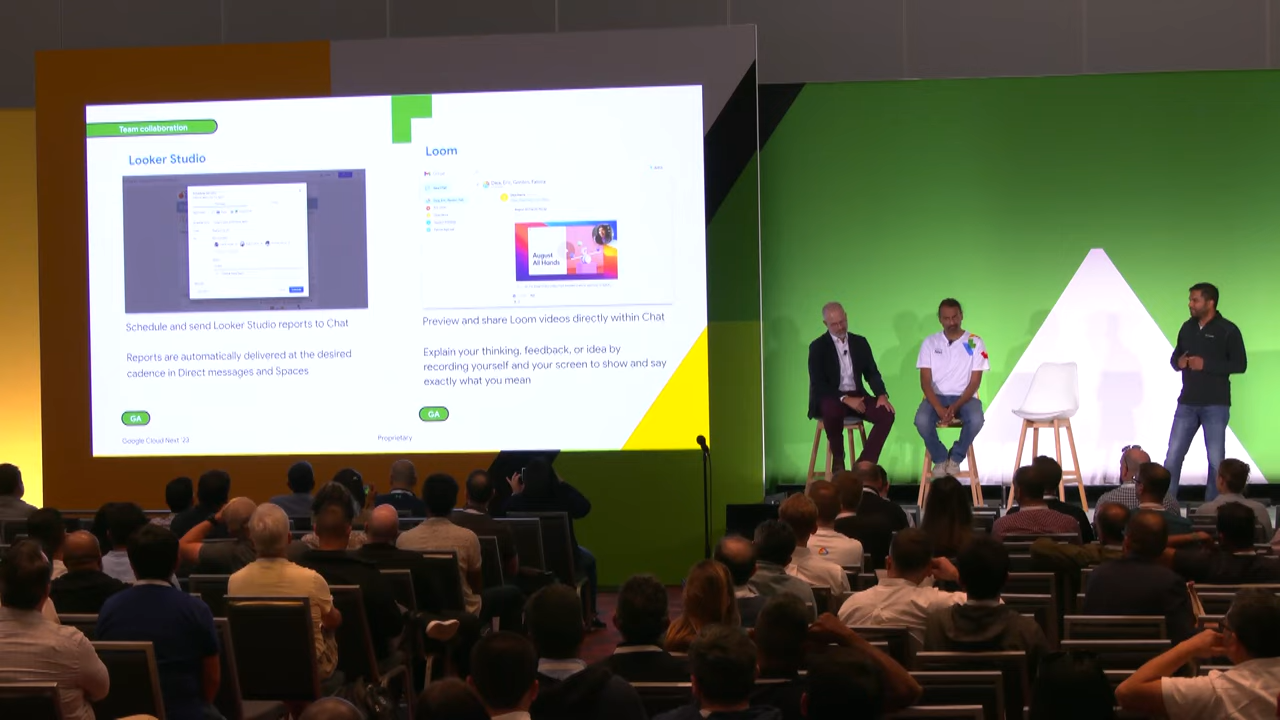 Team collaboration
Looker Studio
Schedule and send Looker Studio reports to Chat
Reports are automatically delivered at the desired
cadence in Direct messages and Spaces
GA
Loom
August
All Hands
Preview and share Loom videos directly within Chat
Explain your thinking, feedback, or idea by
recording yourself and your screen to show and say
exactly what you mean
GA
Google Cloud Next '23
Proprietary